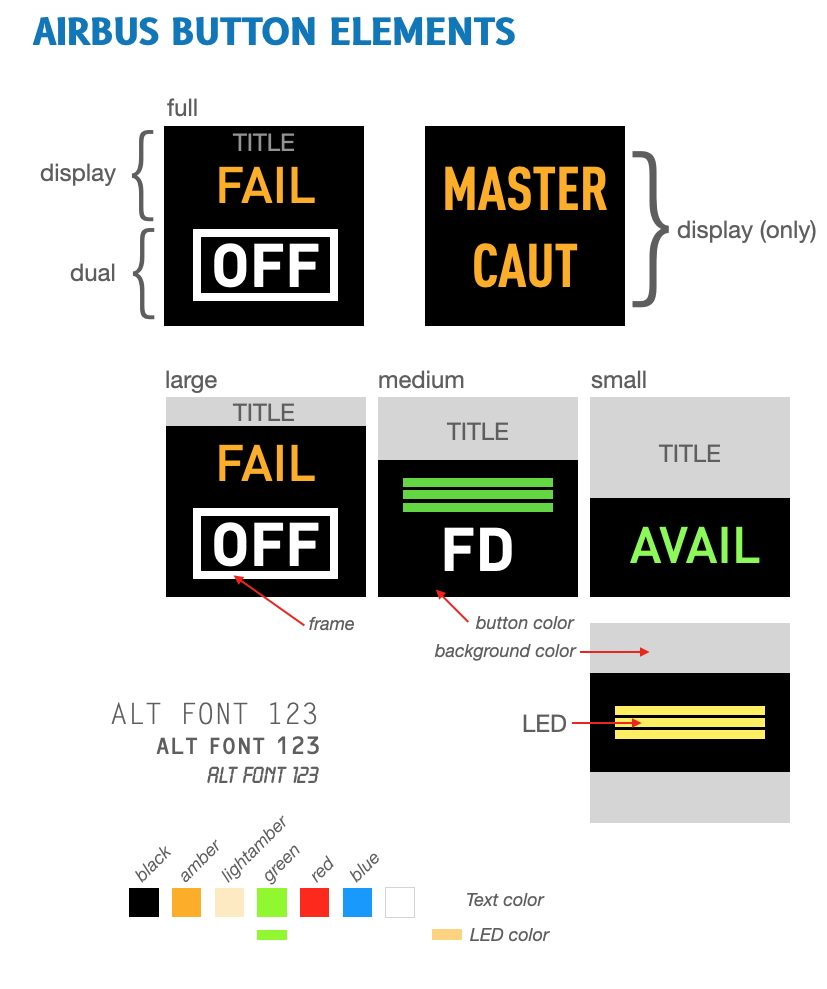 AIRBUS BUTTON ELEMENTS
full
TITLE
display
FAIL
dual
OFF
MASTER
CAUT
display (only)
large
medium
small
TITLE
FAIL
OFF
TITLE
FD
TITLE
AVAIL
frame
button color
background color
LED
ALT FONT 123
ALT FONT 123
ALT FONT 123
black
amber
lightamber
green
red
blue
Text color
LED color